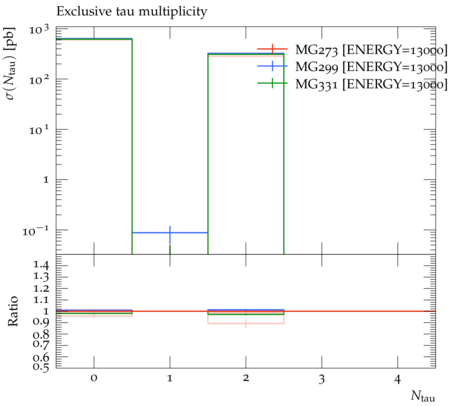 Exclusive tau multiplicity
σ(N_tau) [pb]
10³
10²
10¹
1
10⁻¹
MG273 [ENERGY=13000]
MG299 [ENERGY=13000]
MG331 [ENERGY=13000]
Ratio
1.4
1.3
1.2
1.1
1
0.9
0.8
0.7
0.6
0.5
0 1 2 3 4
N_tau